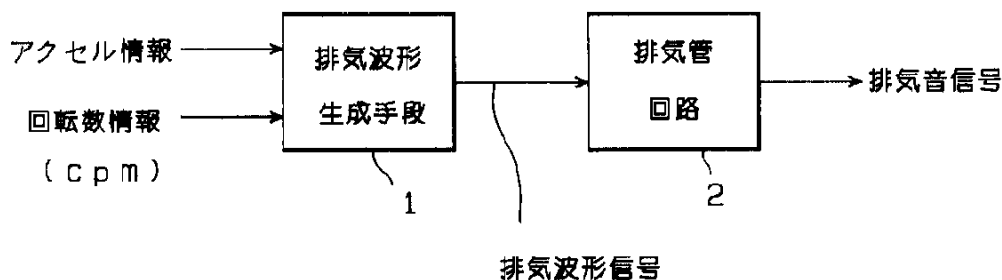 アクセル情報
回転数情報
(cpm)
排気波形
生成手段
1
排気波形信号
排気管
回路
2
排気音信号